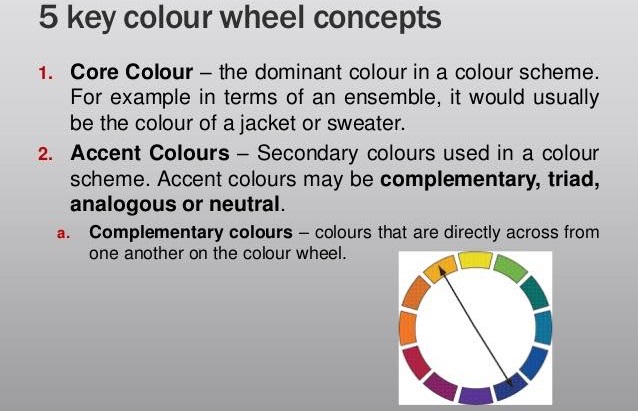 5 key colour wheel concepts
1. Core Colour – the dominant colour in a colour scheme.
For example in terms of an ensemble, it would usually
be the colour of a jacket or sweater.
2. Accent Colours – Secondary colours used in a colour
scheme. Accent colours may be complementary, triad,
analogous or neutral.
a. Complementary colours – colours that are directly across from
one another on the colour wheel.